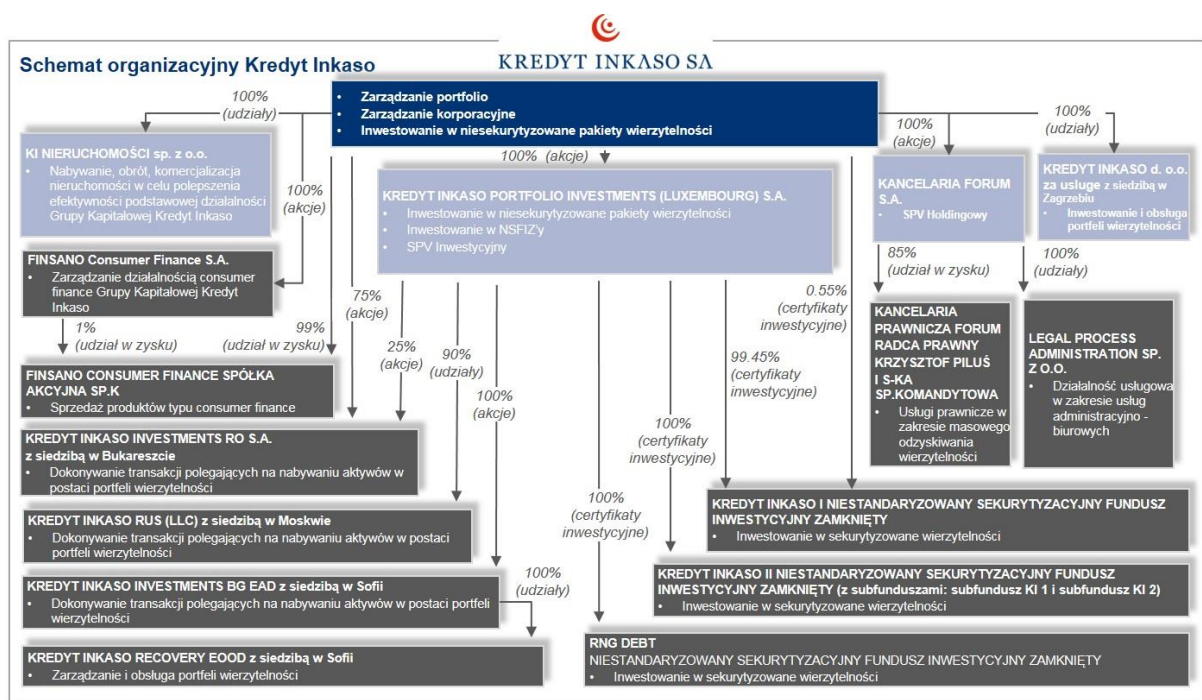 KREDYT INKASO SA
Schemat organizacyjny Kredyt Inkaso
• Zarządzanie portfolio
• Zarządzanie korporacyjne
• Inwestowanie w niesekurytyzowane pakiety wierzytelności
100%
(udziały)
100%
(akcje)
100%
(udziały)
KI NIERUCHOMOŚCI sp. z o.o.
• Nabywanie, obrót, komercjalizacja
nieruchomości w celu polepszenia
efektywności podstawowej działalności
Grupy Kapitałowej Kredyt Inkaso
100%
(akcje)
100% (akcje)
KREDYT INKASO PORTFOLIO INVESTMENTS (LUXEMBOURG) S.A.
• Inwestowanie w niesekurytyzowane pakiety wierzytelności
• Inwestowanie w NSFIZ'y
• SPV Inwestycyjny
KANCELARIA FORUM
S.A.
• SPV Holdingowy
KREDYT INKASO d. o.o.
za usługe z siedzibą w
Zagrzebiu
• Inwestowanie i obsługa
portfeli wierzytelności
FINSANO Consumer Finance S.A.
• Zarządzanie działalnością consumer
finance Grupy Kapitałowej Kredyt
Inkaso
1%
(udział w zysku)
99%
(udział w zysku)
75%
(akcje)
25%
(akcje)
90%
(udziały)
100%
(akcje)
0.55%
(certyfikaty
inwestycyjne)
99.45%
(certyfikaty
inwestycyjne)
100%
(certyfikaty
inwestycyjne)
100%
(certyfikaty
inwestycyjne)
85%
(udział w zysku)
100%
(udziały)
KANCELARIA
PRAWNICZA FORUM
RADCA PRAWNY
KRZYSZTOF PILUŚ
I S-KA
SP.KOMANDYTOWA
• Usługi prawnicze w
zakresie masowego
odzyskiwania
wierzytelności
LEGAL PROCESS
ADMINISTRATION SP.
Z O.O.
• Działalność usługowa
w zakresie usług
administracyjno -
biurowych
FINSANO CONSUMER FINANCE SPÓŁKA
AKCYJNA SP.K
• Sprzedaż produktów typu consumer finance
KREDYT INKASO INVESTMENTS RO S.A.
z siedzibą w Bukareszcie
• Dokonywanie transakcji polegających na nabywaniu aktywów w
postaci portfeli wierzytelności
KREDYT INKASO RUS (LLC) z siedzibą w Moskwie
• Dokonywanie transakcji polegających na nabywaniu aktywów w postaci
portfeli wierzytelności
KREDYT INKASO INVESTMENTS BG EAD z siedzibą w Sofii
• Dokonywanie transakcji polegających na nabywaniu aktywów w postaci portfeli
wierzytelności
100%
(udziały)
KREDYT INKASO RECOVERY EOOD z siedzibą w Sofii
• Zarządzanie i obsługa portfeli wierzytelności
KREDYT INKASO I NIESTANDARYZOWANY SEKURYTYZACYJNY FUNDUSZ
INWESTYCYJNY ZAMKNIĘTY
• Inwestowanie w sekurytyzowane wierzytelności
KREDYT INKASO II NIESTANDARYZOWANY SEKURYTYZACYJNY FUNDUSZ
INWESTYCYJNY ZAMKNIĘTY (z subfunduszami: subfundusz KI 1 i subfundusz KI 2)
• Inwestowanie w sekurytyzowane wierzytelności
RNG DEBT
NIESTANDARYZOWANY SEKURYTYZACYJNY FUNDUSZ INWESTYCYJNY ZAMKNIĘTY
• Inwestowanie w sekurytyzowane wierzytelności